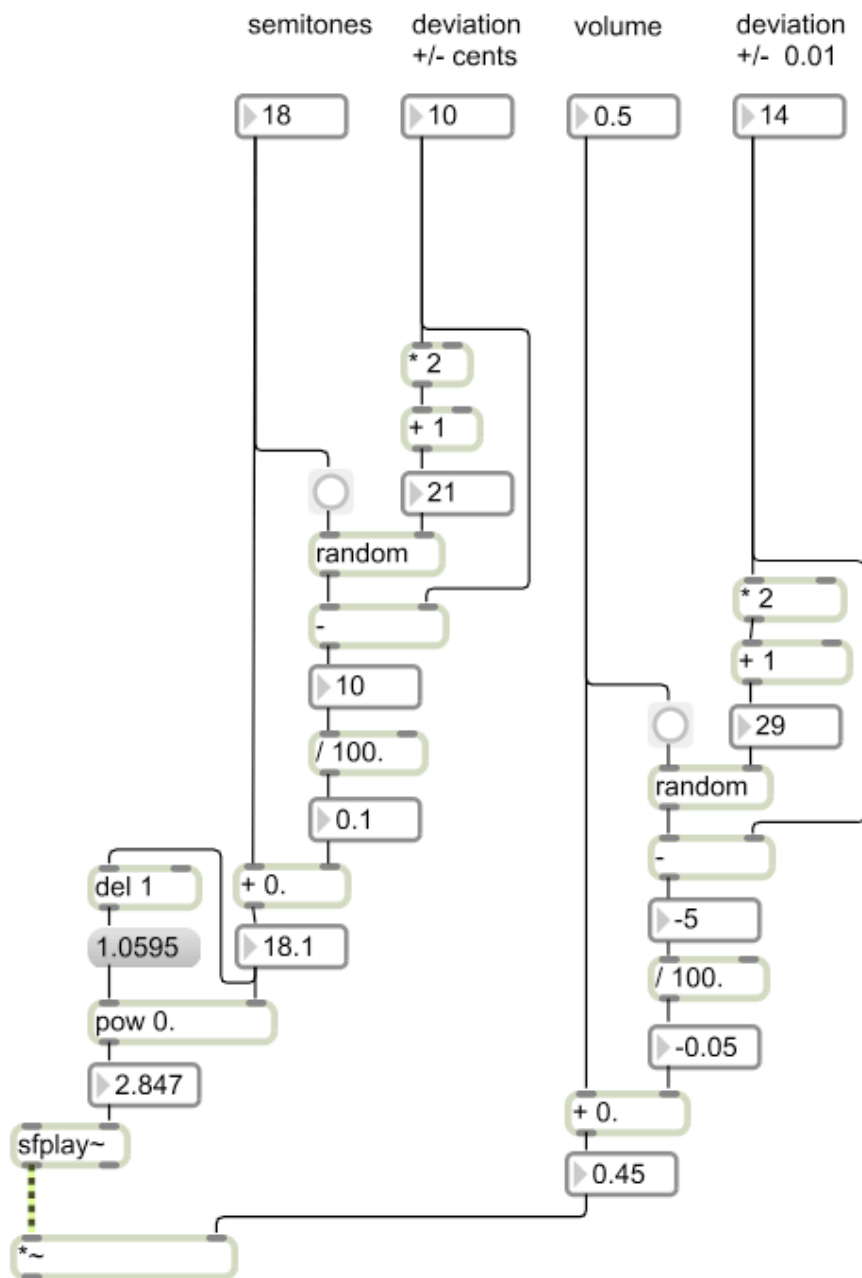 semitones
deviation
+/- cents
volume
deviation
+/- 0.01
18
10
0.5
14
* 2
+ 1
21
random
-
10
/ 100.
0.1
* 2
+ 1
29
random
-
-5
/ 100.
-0.05
del 1
+ 0.
1.0595
18.1
pow 0.
2.847
+ 0.
sfplay~
0.45
*~